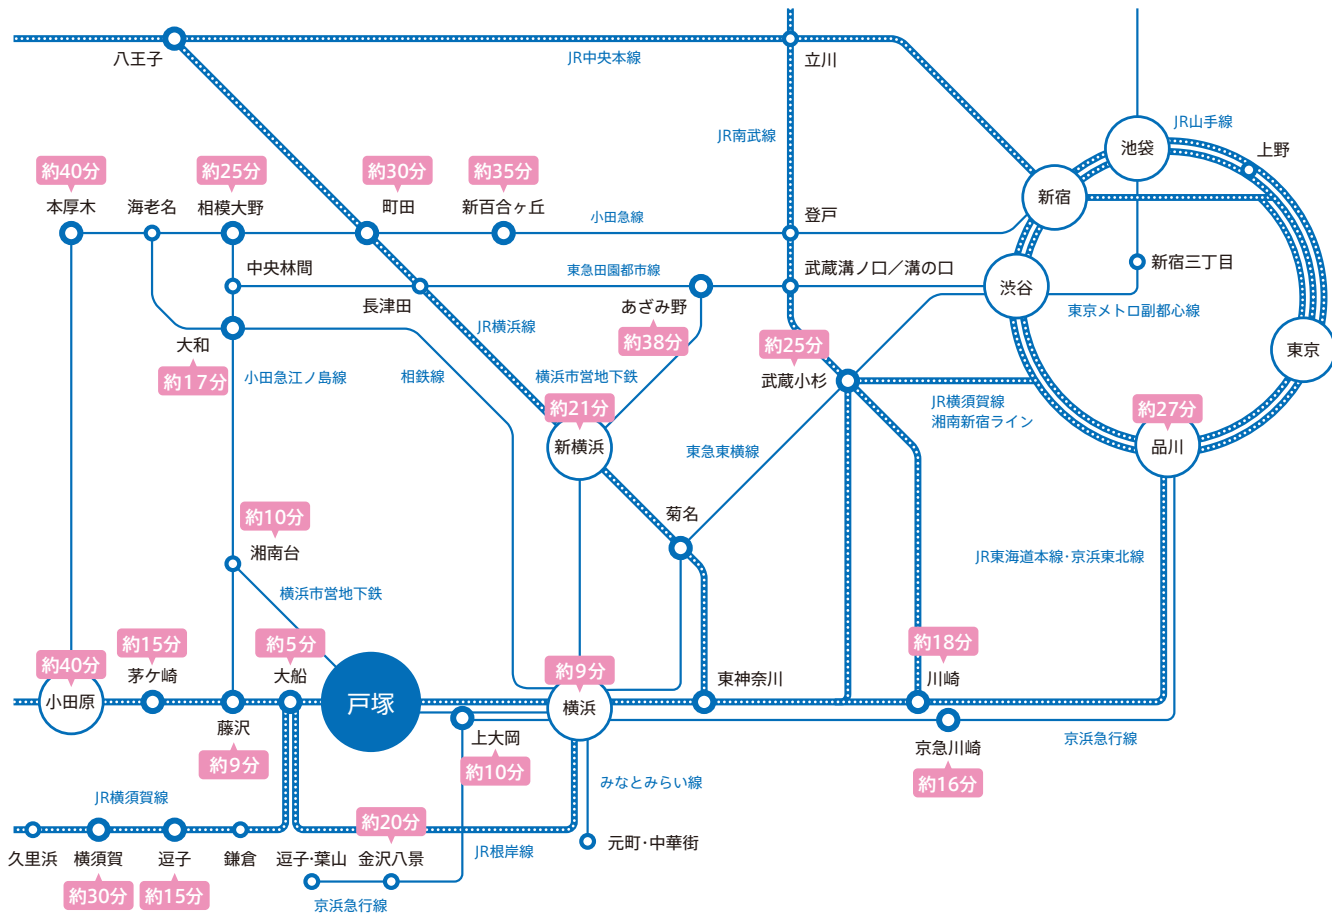 八王子
JR中央本線
立川
JR南武線
JR山手線
池袋
上野
新宿
約40分
約25分
約30分
約35分
本厚木
海老名
相模大野
町田
新百合ヶ丘
小田急線
登戸
中央林間
東急田園都市線
武蔵溝ノ口／溝の口
新宿三丁目
渋谷
長津田
あざみ野
東京メトロ副都心線
JR横浜線
約38分
約25分
東京
大和
約17分
小田急江ノ島線
相鉄線
横浜市営地下鉄
武蔵小杉
JR横須賀線
湘南新宿ライン
約21分
新横浜
約27分
品川
東急東横線
約10分
湘南台
菊名
JR東海道本線・京浜東北線
横浜市営地下鉄
約40分
小田原
約15分
茅ケ崎
約5分
大船
戸塚
約9分
横浜
東神奈川
約18分
川崎
藤沢
約9分
上大岡
約10分
京急川崎
約16分
京浜急行線
みなとみらい線
JR横須賀線
約20分
元町・中華街
JR根岸線
久里浜
横須賀
逗子
鎌倉
逗子・葉山
金沢八景
約30分
約15分
京浜急行線